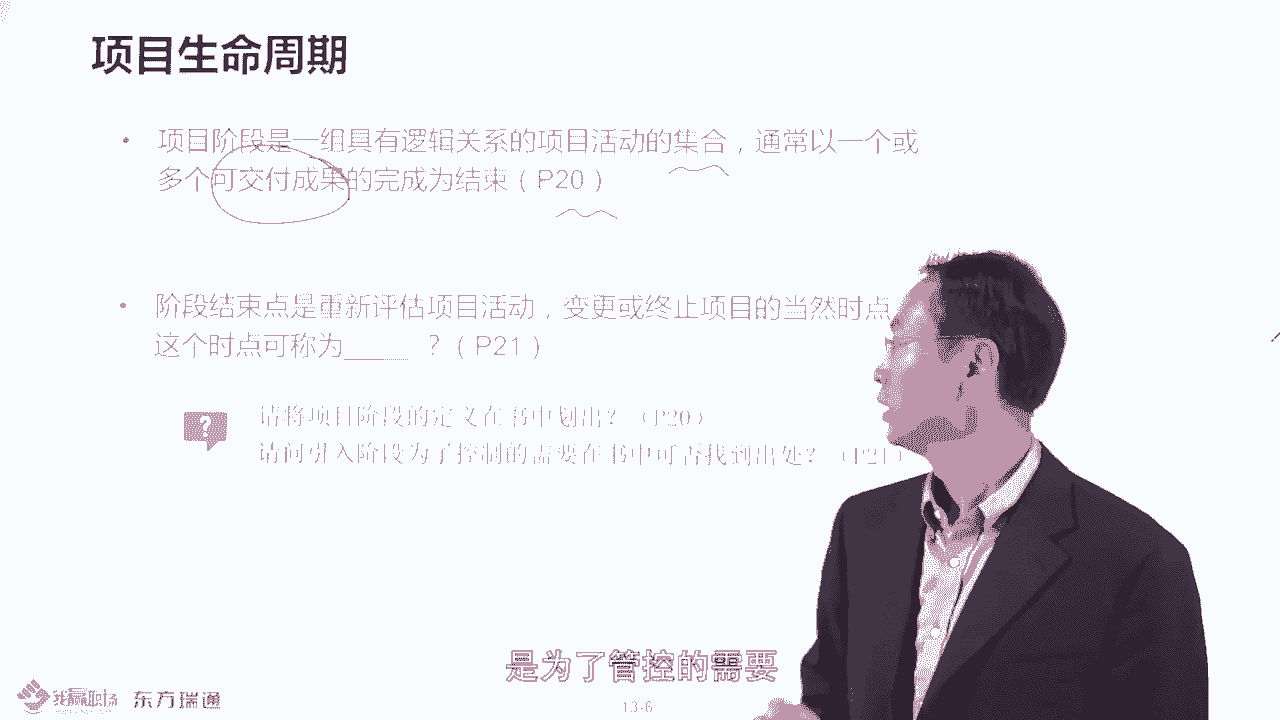 项目生命周期
• 项目阶段是一组具有逻辑关系的项目活动的集合，通常以一个或
多个可交付成果的完成为结束（P20）
• 阶段结束点是重新评估项目活动，变更或终止项目的当然时点
这个时点可称为_____ ？（P21）
?
请将项目阶段的定义在书中划出？（P20）
请问引入阶段为了控制的需要在书中可否找到出处？（P21）
是为了管控的需要
我赢职场 东方瑞通
13-6